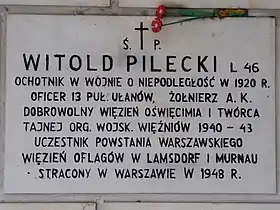 Ś. P.
WITOLD PILECKI L 46
OCHOTNIK W WOJNIE O NIEPODLEGŁOŚĆ W 1920 R.
OFICER 13 PUŁ. UŁANÓW, ŻOŁNIERZ A.K.
DOBROWOLNY WIĘZIEŃ OŚWIĘCIMIA I TWÓRCA
TAJNEJ ORG. WOJSK. WIĘŹNIÓW 1940 - 43
UCZESTNIK POWSTANIA WARSZAWSKIEGO
WIĘZIEŃ OFLAGÓW W LAMSDORF I MURNAU
STRACONY W WARSZAWIE W 1948 R.